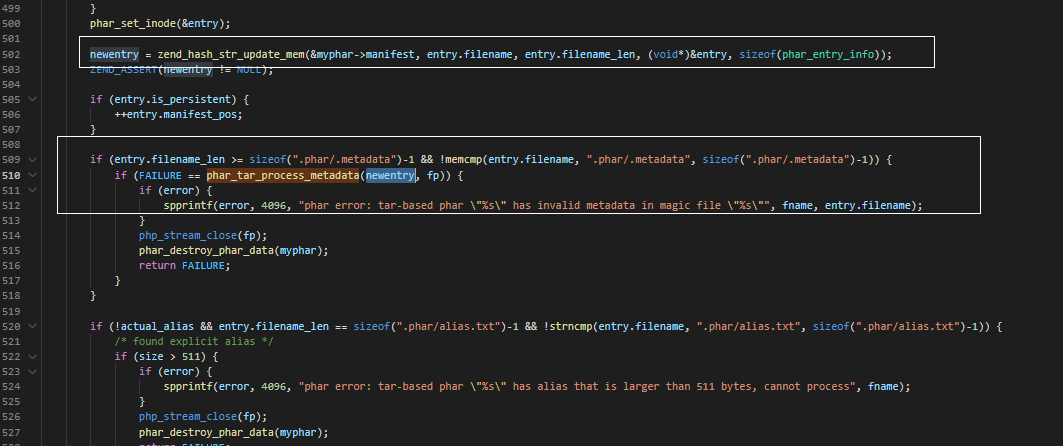 499 }
500 phar_set_inode(&entry);
501
502 newentry = zend_hash_str_update_mem(&myphar->manifest, entry.filename, entry.filename_len, (void*)&entry, sizeof(phar_entry_info));
503 ZEND_ASSERT(newentry != NULL);
504
505 if (entry.is_persistent) {
506 ++entry.manifest_pos;
507 }
508
509 if (entry.filename_len >= sizeof(".phar/.metadata")-1 && !memcmp(entry.filename, ".phar/.metadata", sizeof(".phar/.metadata")-1)) {
510 if (FAILURE == phar_tar_process_metadata(newentry, fp)) {
511 if (error) {
512 spprintf(error, 4096, "phar error: tar-based phar \"%s\" has invalid metadata in magic file \"%s\"", fname, entry.filename);
513 }
514 php_stream_close(fp);
515 phar_destroy_phar_data(myphar);
516 return FAILURE;
517 }
518 }
519
520 if (!actual_alias && entry.filename_len == sizeof(".phar/alias.txt")-1 && !strncmp(entry.filename, ".phar/alias.txt", sizeof(".phar/alias.txt")-1)) {
521 /* found explicit alias */
522 if (size > 511) {
523 if (error) {
524 spprintf(error, 4096, "phar error: tar-based phar \"%s\" has alias that is larger than 511 bytes, cannot process", fname);
525 }
526 php_stream_close(fp);
527 phar_destroy_phar_data(myphar);